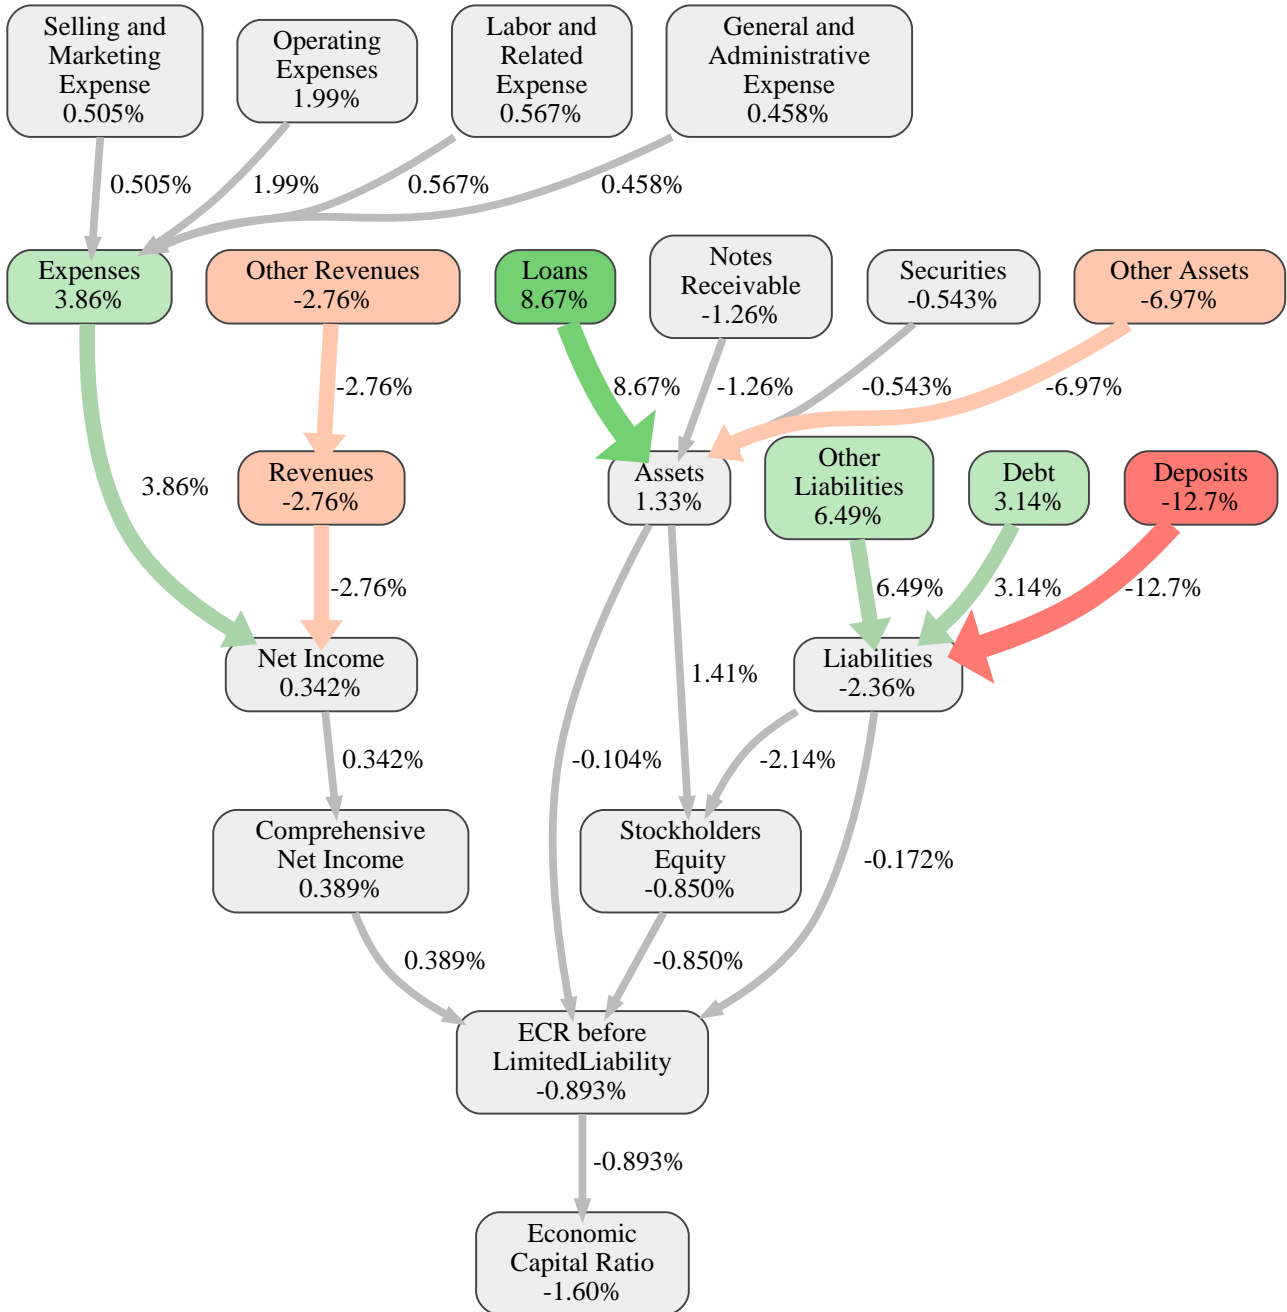 Selling and
Marketing
Expense
0.505%
Operating
Expenses
1.99%
Labor and
Related
Expense
0.567%
General and
Administrative
Expense
0.458%
0.505%
1.99%
0.567%
0.458%
Expenses
3.86%
Other Revenues
-2.76%
Loans
8.67%
Notes
Receivable
-1.26%
Securities
-0.543%
Other Assets
-6.97%
-2.76%
8.67%
-1.26%
-0.543%
-6.97%
Revenues
-2.76%
Assets
1.33%
Other
Liabilities
6.49%
Debt
3.14%
Deposits
-12.7%
3.86%
-2.76%
6.49%
3.14%
-12.7%
Net Income
0.342%
Liabilities
-2.36%
1.41%
0.342%
-0.104%
-2.14%
Comprehensive
Net Income
0.389%
Stockholders
Equity
-0.850%
-0.172%
0.389%
-0.850%
ECR before
LimitedLiability
-0.893%
-0.893%
Economic
Capital Ratio
-1.60%